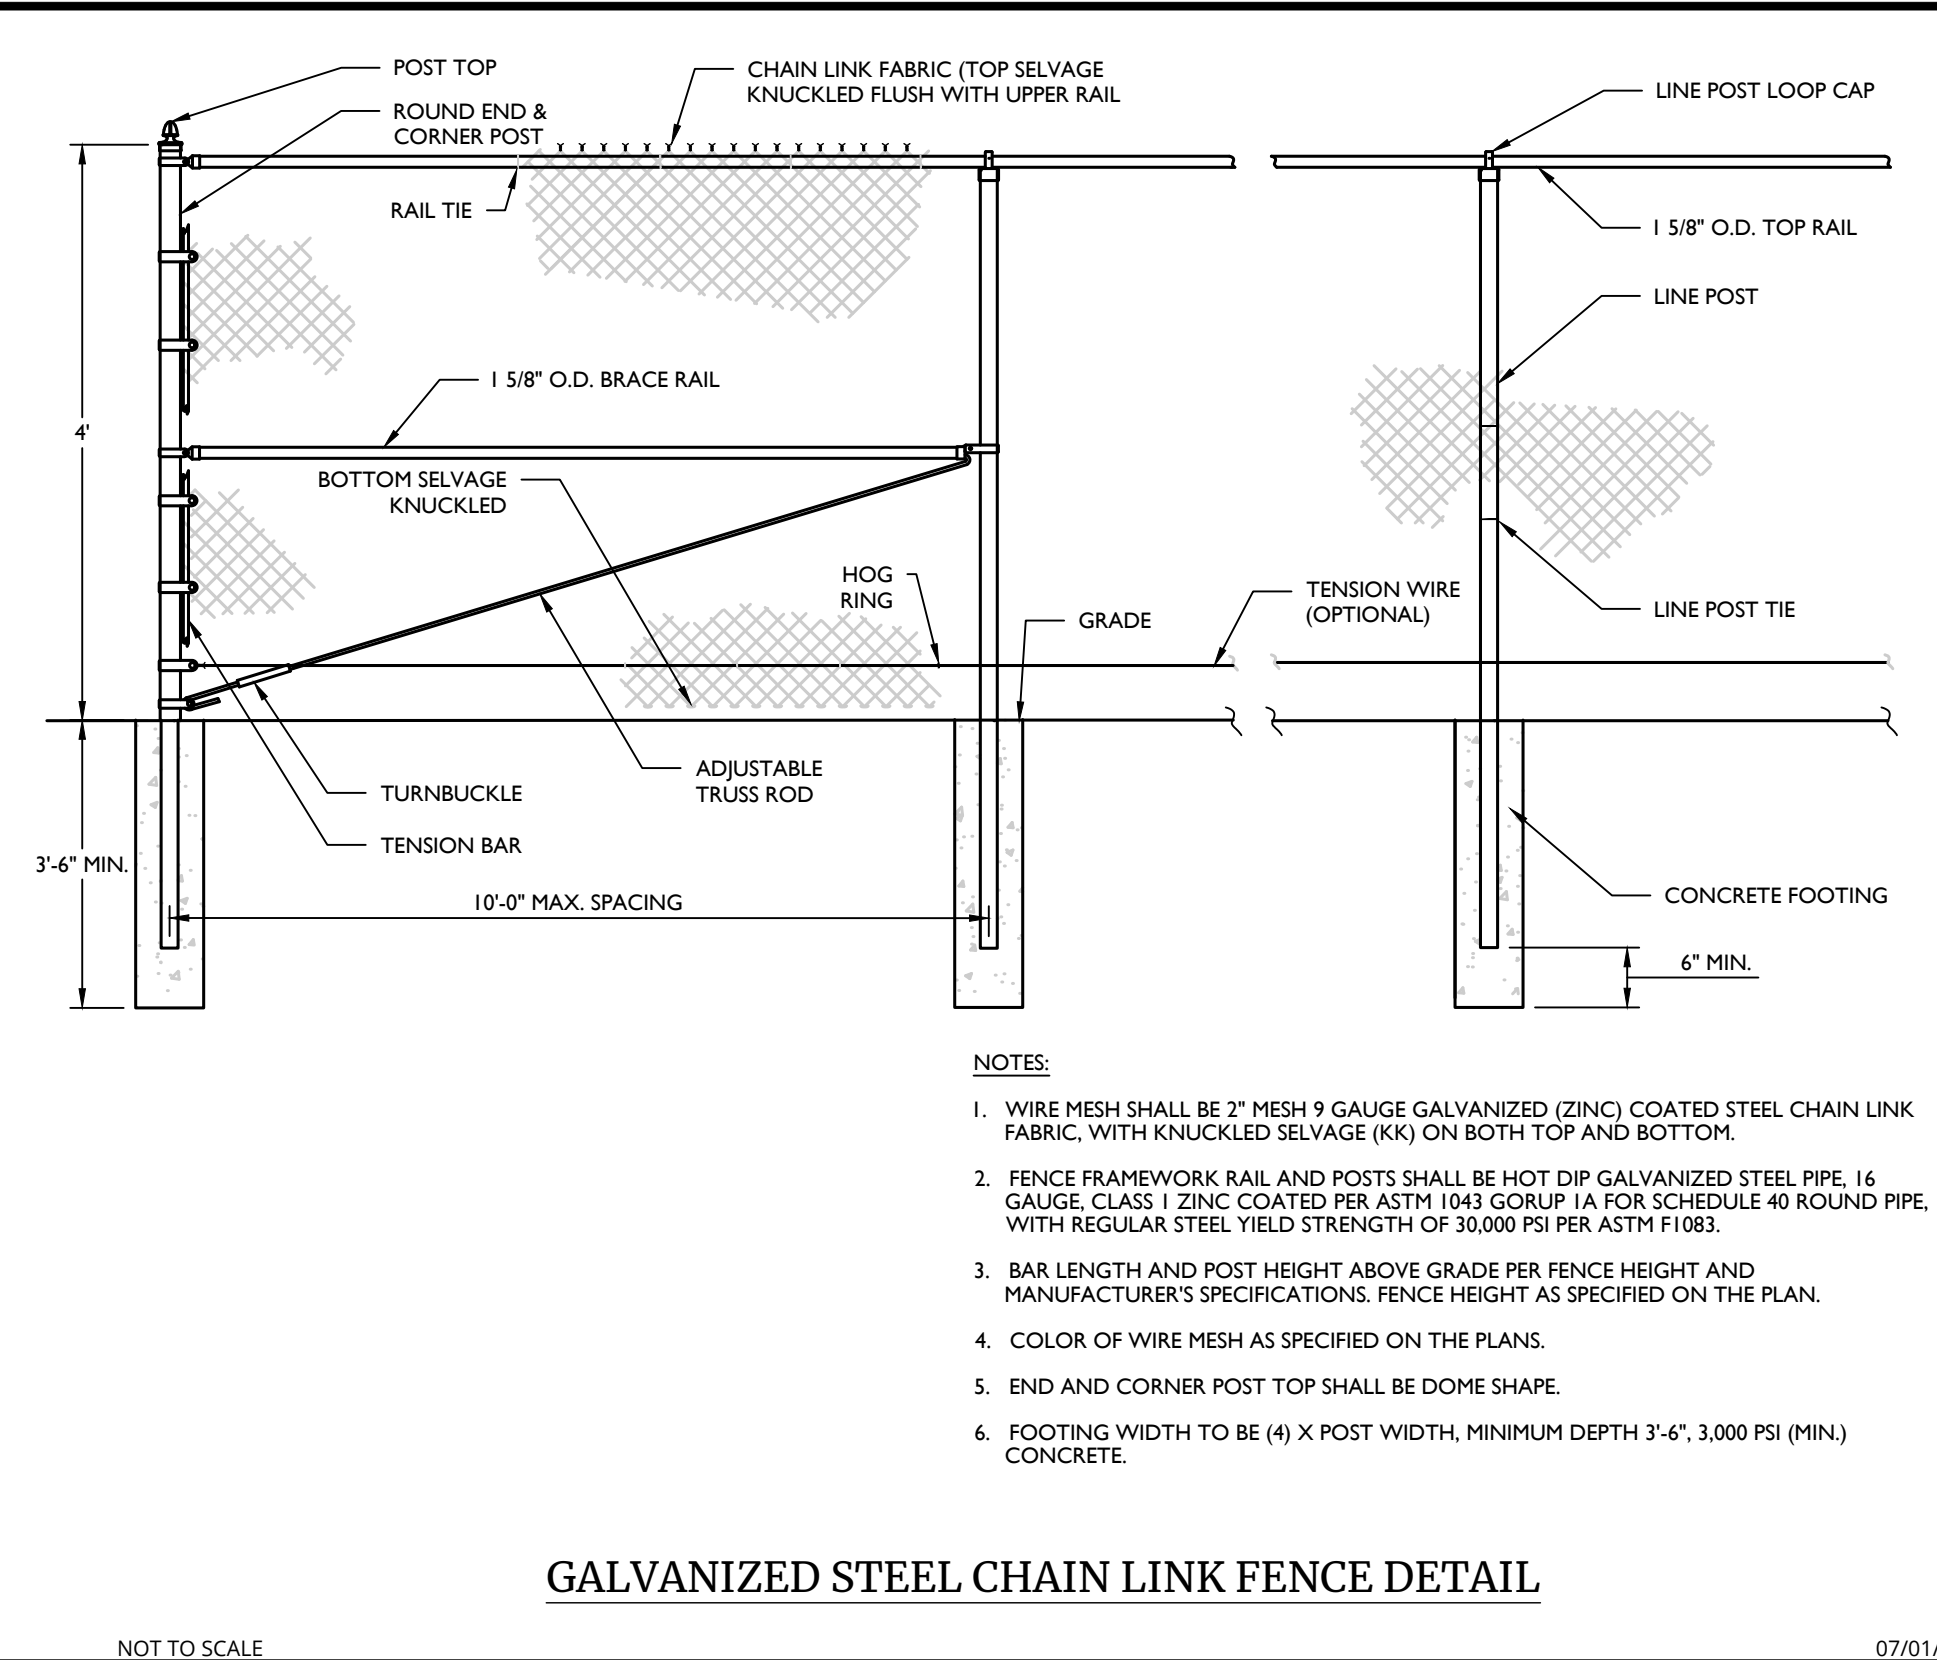 POST TOP
ROUND END &
CORNER POST
CHAIN LINK FABRIC (TOP SELVAGE
KNUCKLED FLUSH WITH UPPER RAIL
LINE POST LOOP CAP
RAIL TIE
1 5/8" O.D. TOP RAIL
LINE POST
1 5/8" O.D. BRACE RAIL
4'
BOTTOM SELVAGE
KNUCKLED
HOG
RING
GRADE
TENSION WIRE
(OPTIONAL)
LINE POST TIE
ADJUSTABLE
TRUSS ROD
TURNBUCKLE
TENSION BAR
3'-6" MIN.
10'-0" MAX. SPACING
CONCRETE FOOTING
6" MIN.
NOTES:
1. WIRE MESH SHALL BE 2" MESH 9 GAUGE GALVANIZED (ZINC) COATED STEEL CHAIN LINK
FABRIC, WITH KNUCKLED SELVAGE (KK) ON BOTH TOP AND BOTTOM.
2. FENCE FRAMEWORK RAIL AND POSTS SHALL BE HOT DIP GALVANIZED STEEL PIPE, 16
GAUGE, CLASS 1 ZINC COATED PER ASTM 1043 GORUP 1A FOR SCHEDULE 40 ROUND PIPE,
WITH REGULAR STEEL YIELD STRENGTH OF 30,000 PSI PER ASTM F1083.
3. BAR LENGTH AND POST HEIGHT ABOVE GRADE PER FENCE HEIGHT AND
MANUFACTURER'S SPECIFICATIONS. FENCE HEIGHT AS SPECIFIED ON THE PLAN.
4. COLOR OF WIRE MESH AS SPECIFIED ON THE PLANS.
5. END AND CORNER POST TOP SHALL BE DOME SHAPE.
6. FOOTING WIDTH TO BE (4) X POST WIDTH, MINIMUM DEPTH 3'-6", 3,000 PSI (MIN.)
CONCRETE.
GALVANIZED STEEL CHAIN LINK FENCE DETAIL
NOT TO SCALE
07/01/